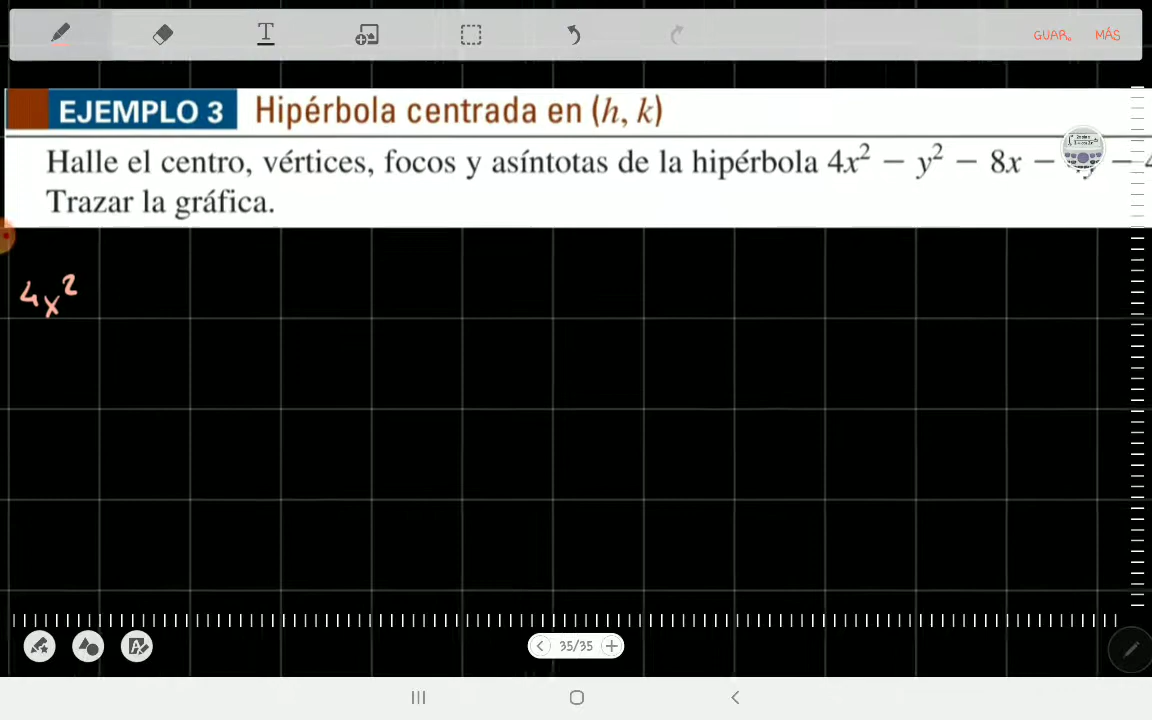 GUAR. MÁS
EJEMPLO 3 Hipérbola centrada en (h, k)
Halle el centro, vértices, focos y asíntotas de la hipérbola 4x² − y² − 8x − y −
Trazar la gráfica.
4x²
35/35